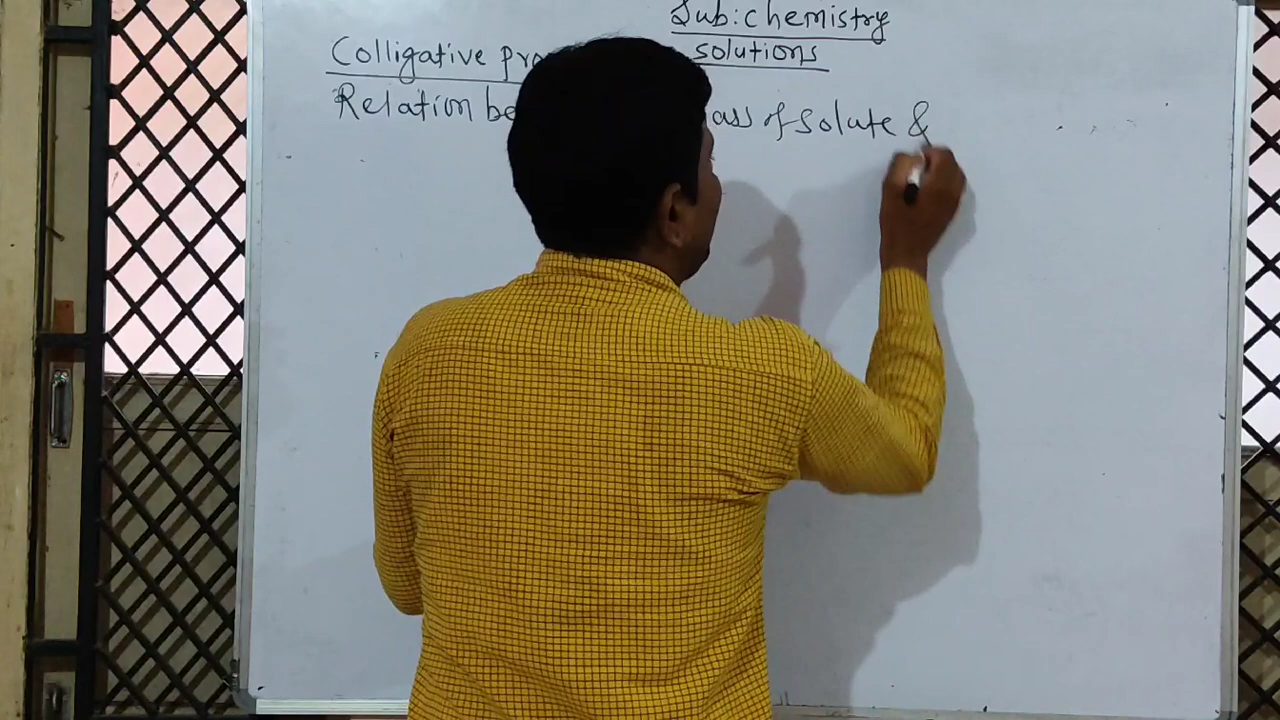 Sub: chemistry
solutions
Colligative pro
Relation be ass of solute &